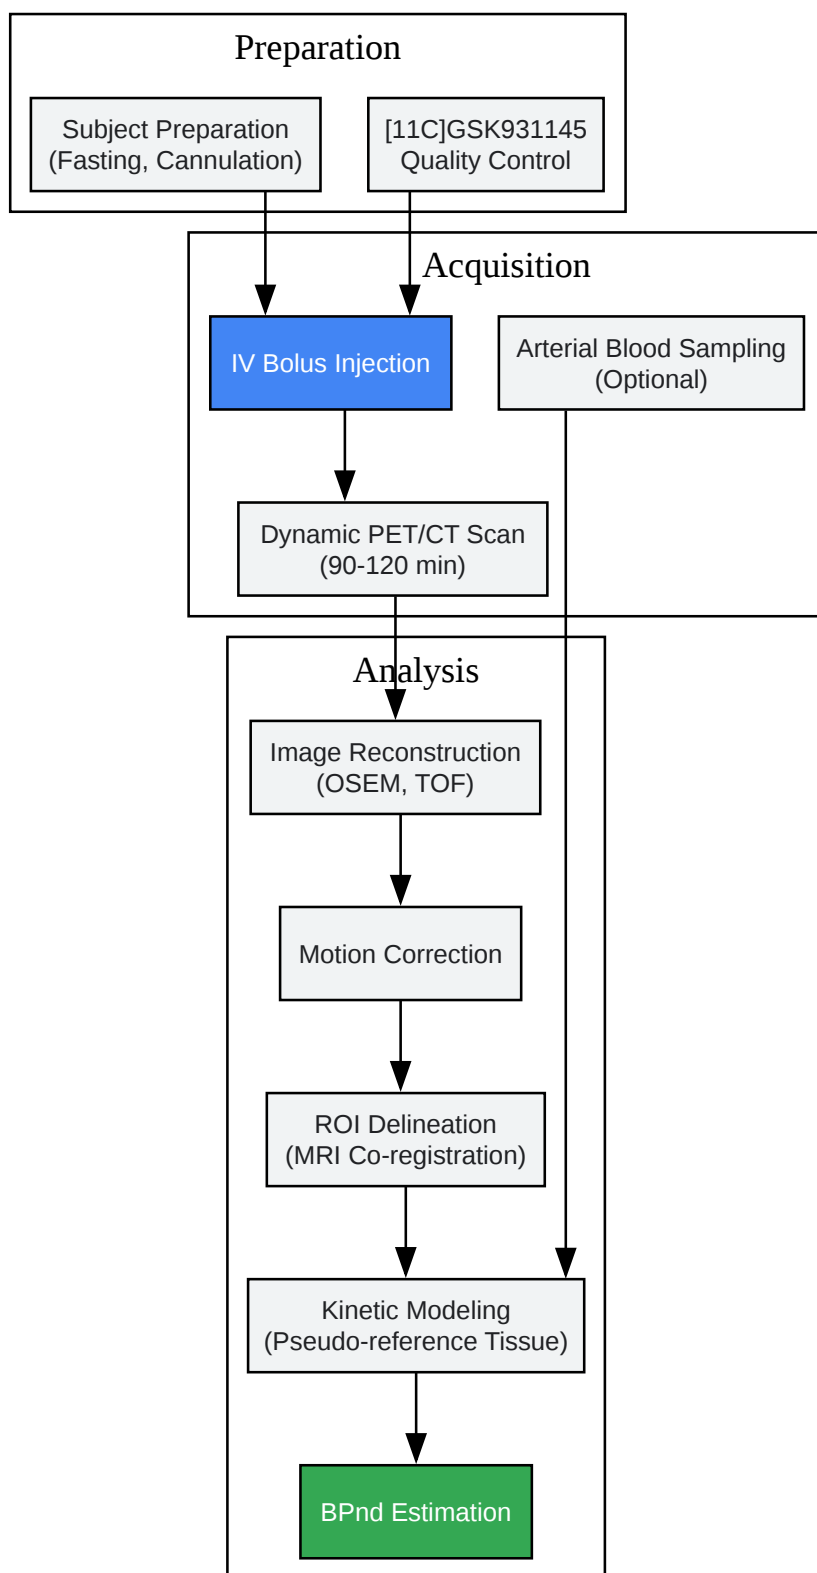 Preparation
Subject Preparation
(Fasting, Cannulation)
[11C]GSK931145
Quality Control
Acquisition
IV Bolus Injection
Arterial Blood Sampling
(Optional)
Dynamic PET/CT Scan
(90-120 min)
Analysis
Image Reconstruction
(OSEM, TOF)
Motion Correction
ROI Delineation
(MRI Co-registration)
Kinetic Modeling
(Pseudo-reference Tissue)
BPnd Estimation